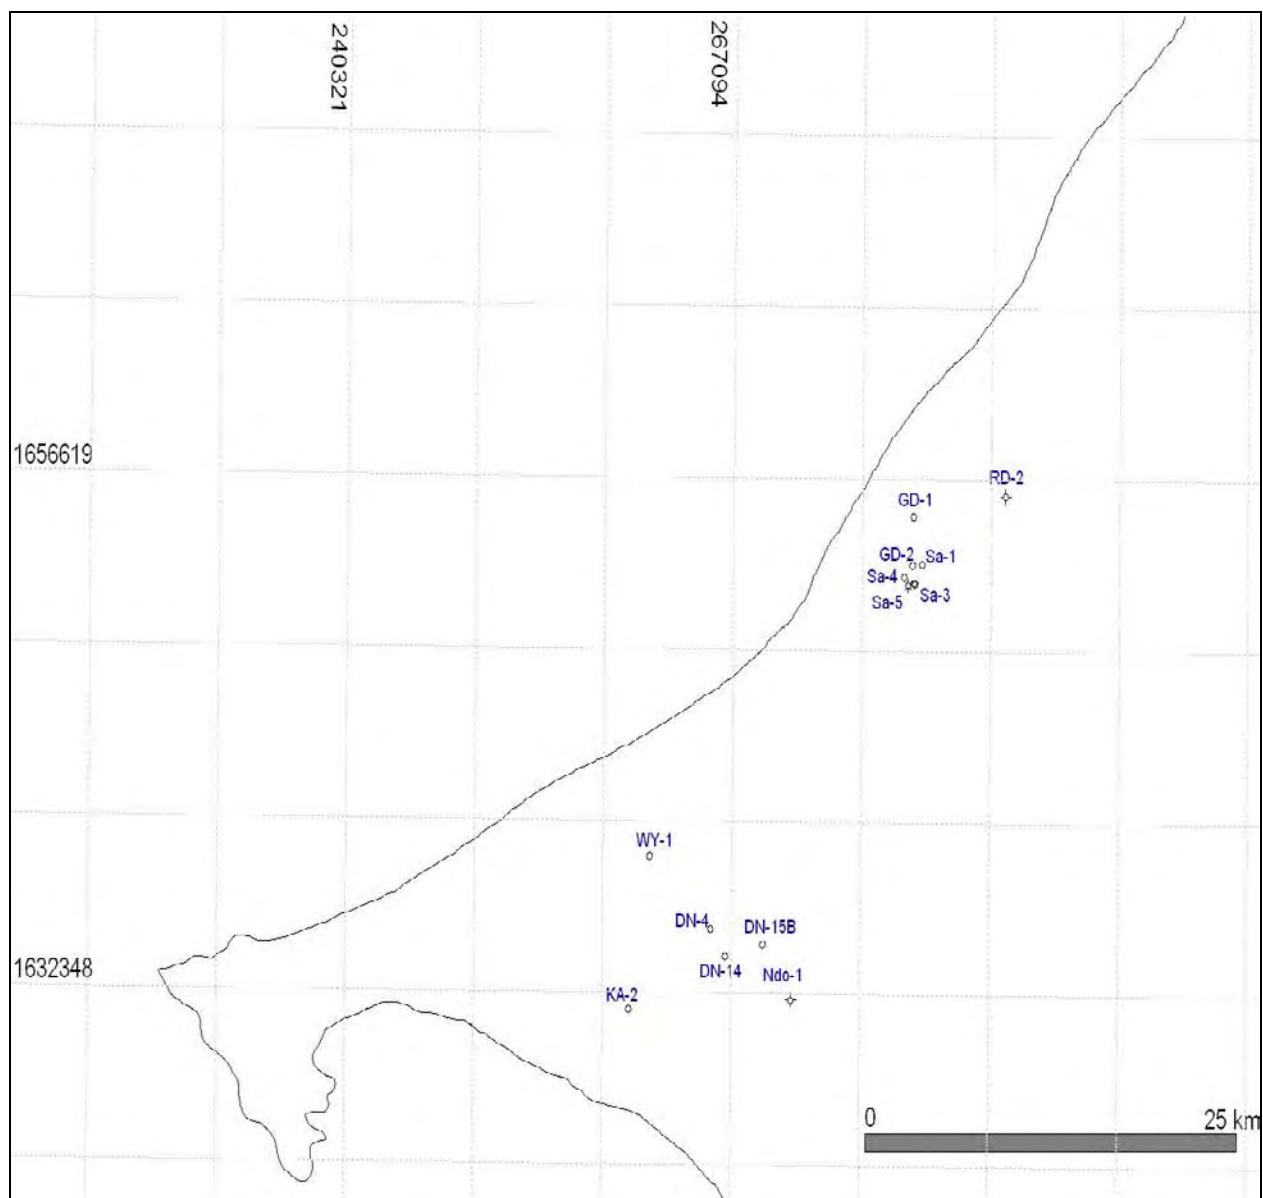 240321
267094
1656619
RD-2
GD-1
GD-2
Sa-1
Sa-4
Sa-3
Sa-5
WY-1
DN-4
DN-15B
DN-14
Ndo-1
1632348
KA-2
0
25 km